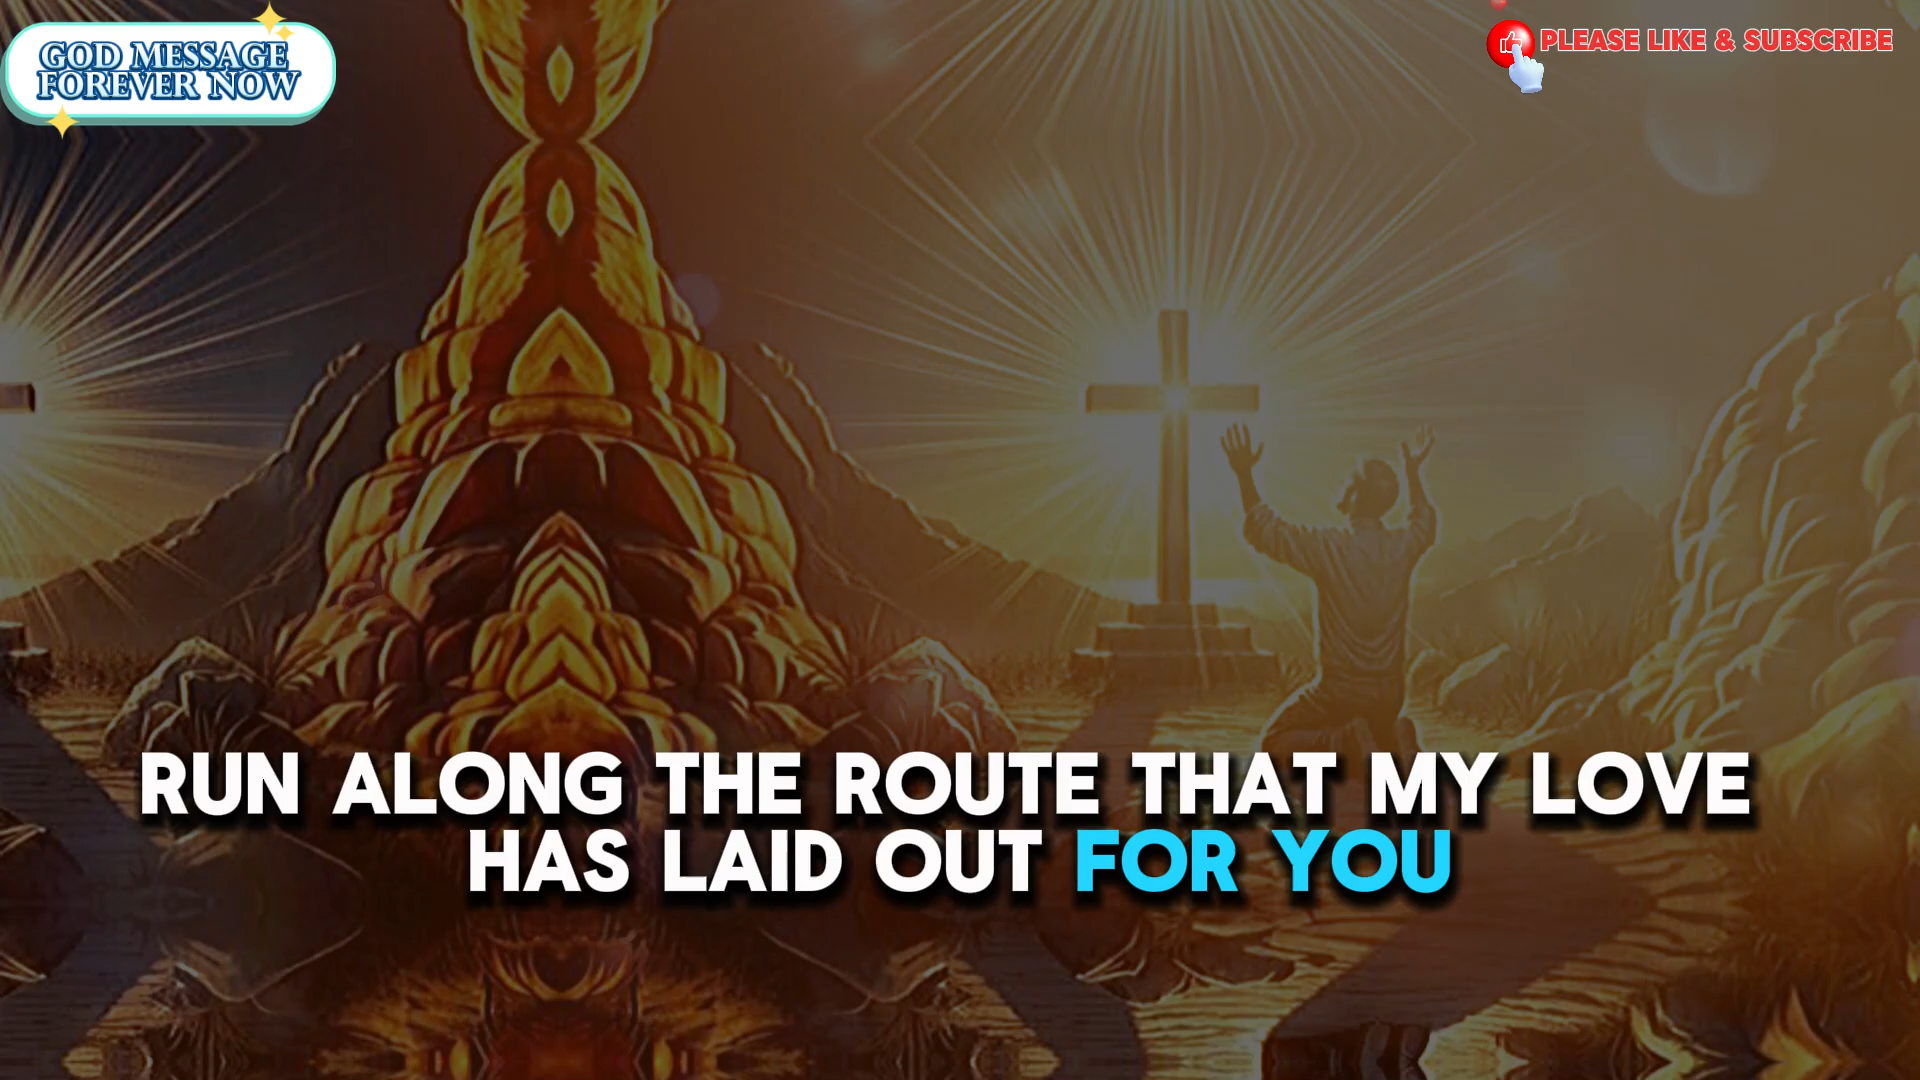 GOD MESSAGE
FOREVER NOW
PLEASE LIKE & SUBSCRIBE
RUN ALONG THE ROUTE THAT MY LOVE
HAS LAID OUT FOR YOU